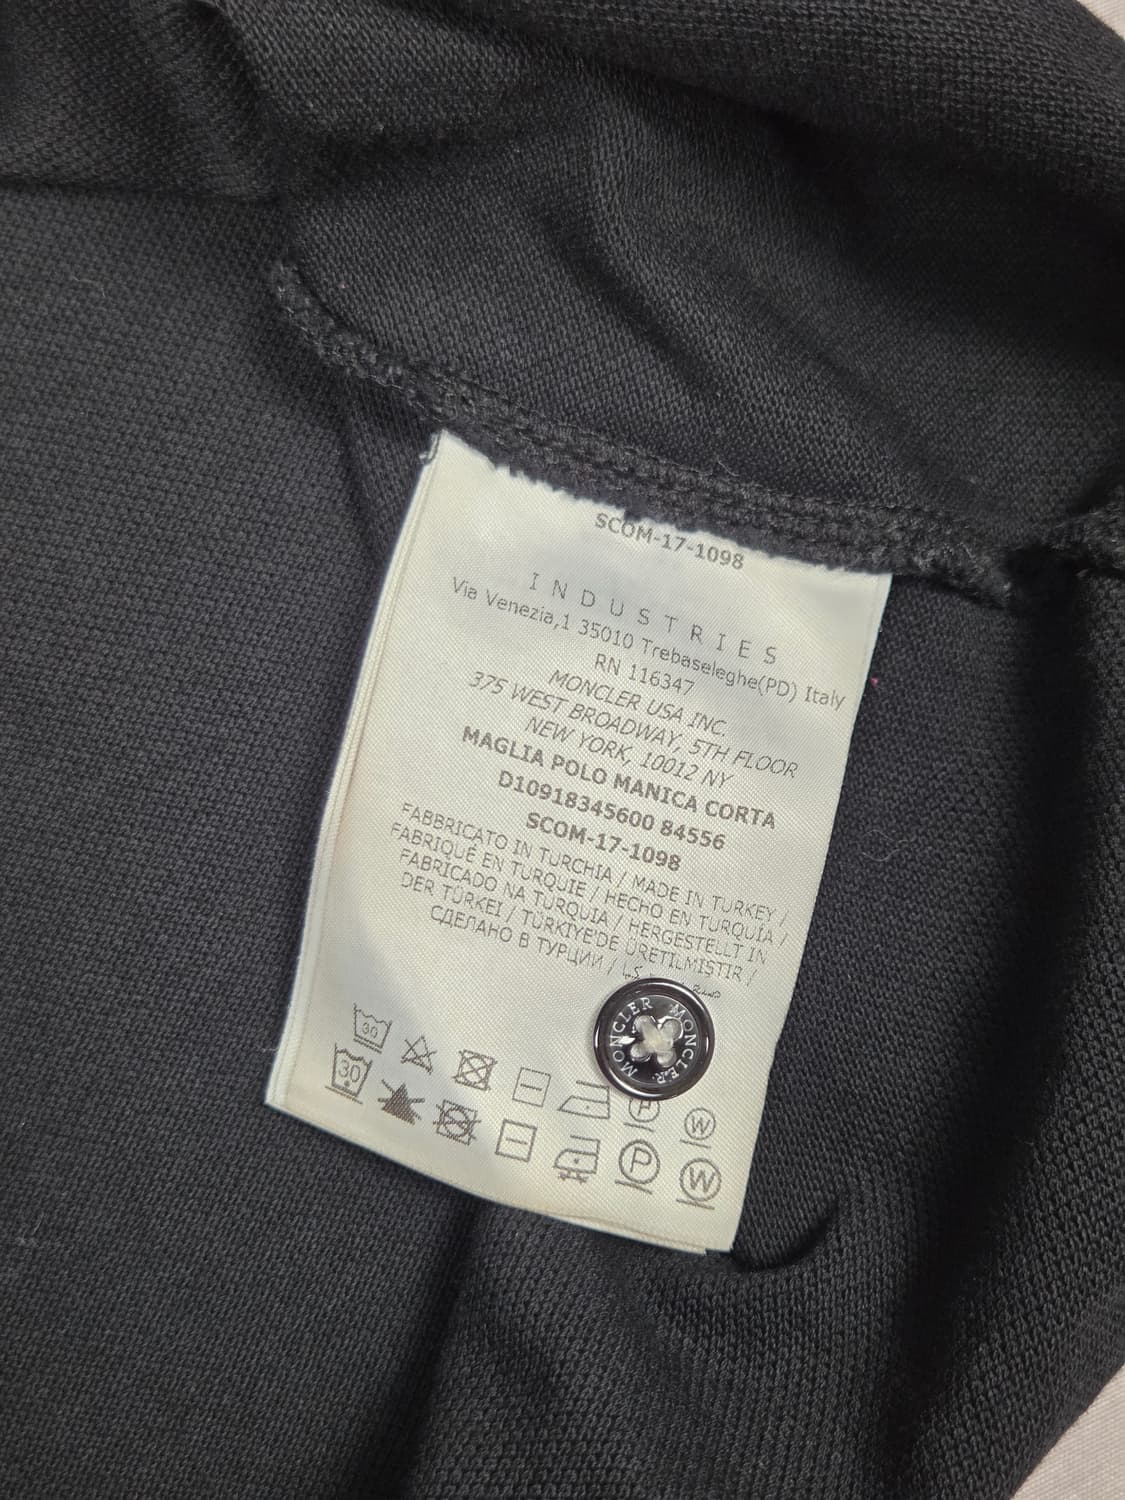 SCOM-17-1098
INDUSTRIES
Via Venezia,1 35010 Trebaseleghe(PD) Italy
RN 116347
MONCLER USA INC.
375 WEST BROADWAY, 5TH FLOOR
NEW YORK, 10012 NY
MAGLIA POLO MANICA CORTA
D10918345600 84556
SCOM-17-1098
FABBRICATO IN TURCHIA / MADE IN TURKEY /
FABRIQUÉ EN TURQUIE / HECHO EN TURQUÍA /
FABRICADO NA TURQUIA / HERGESTELLT IN
DER TÜRKEI / TÜRKIYE'DE ÜRETILMISTIR /
СДЕЛАНО В ТУРЦИИ /
MONCLER MONCLER
30
P
W
30
P
W